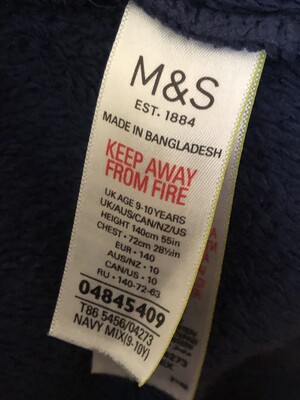 M&S
EST. 1884
MADE IN BANGLADESH
KEEP AWAY
FROM FIRE
UK AGE 9-10 YEARS
UK/AUS/CAN/NZ/US
HEIGHT 140cm 55in
CHEST • 72cm 28½in
EUR • 140
AUS/NZ • 10
CAN/US • 10
RU • 140-72-63
04845409
T86 5456/04273
NAVY MIX(9-10Y)